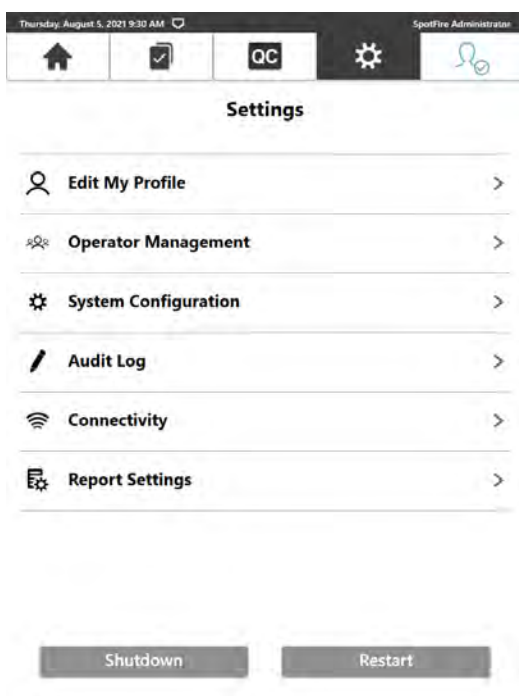 Thursday, August 5, 2021 9:30 AM
SpotFire Administrator
QC
Settings
Edit My Profile
Operator Management
System Configuration
Audit Log
Connectivity
Report Settings
Shutdown
Restart